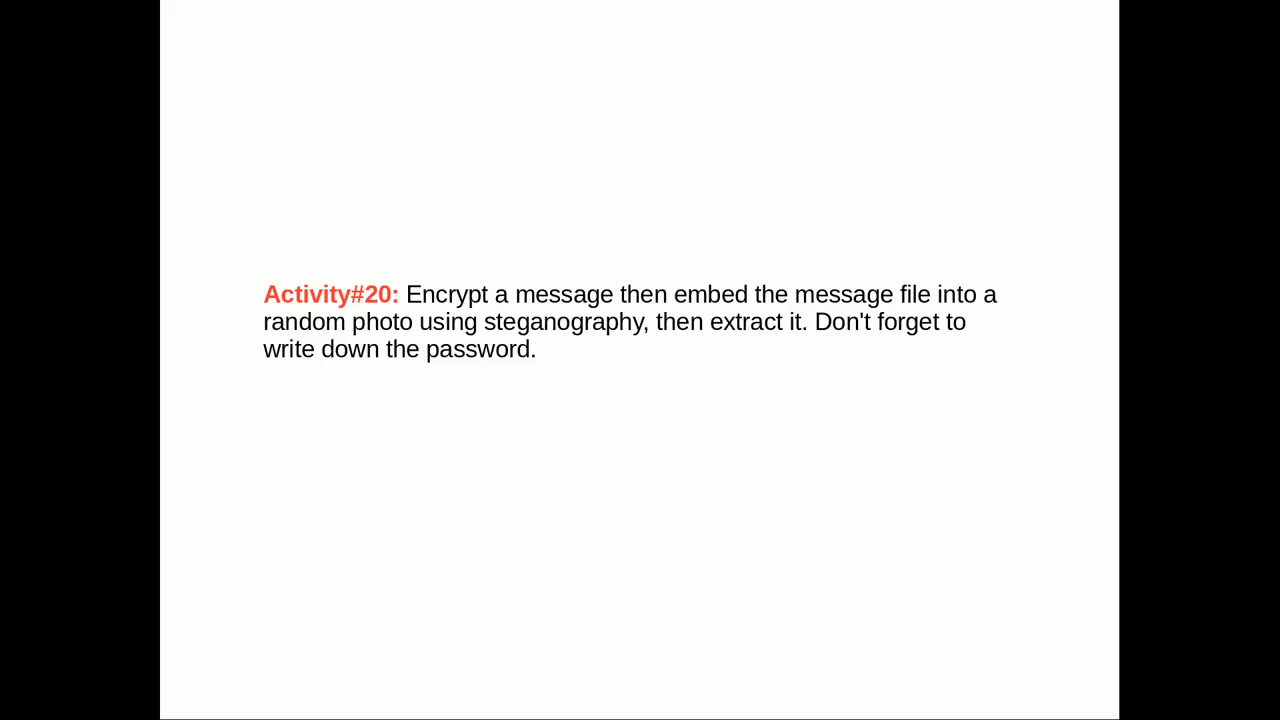 Activity#20: Encrypt a message then embed the message file into a
random photo using steganography, then extract it. Don't forget to
write down the password.